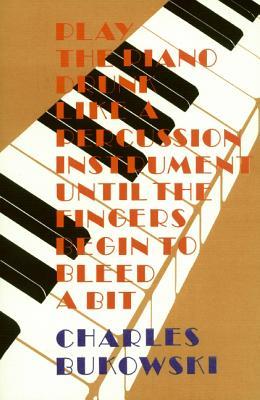 PLAY
THE PIANO
DRUNK
LIKE A
PERCUSSION
INSTRUMENT
UNTIL THE
FINGERS
BEGIN TO
BLEED
A BIT
CHARLES
BUKOWSKI